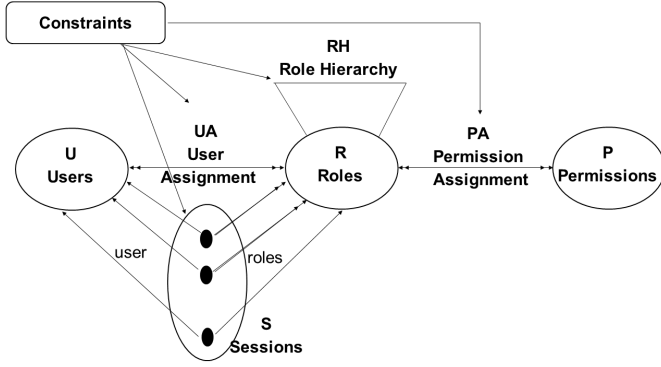 Constraints
RH
Role Hierarchy
UA
User
Assignment
U
Users
R
Roles
PA
Permission
Assignment
P
Permissions
user
roles
S
Sessions